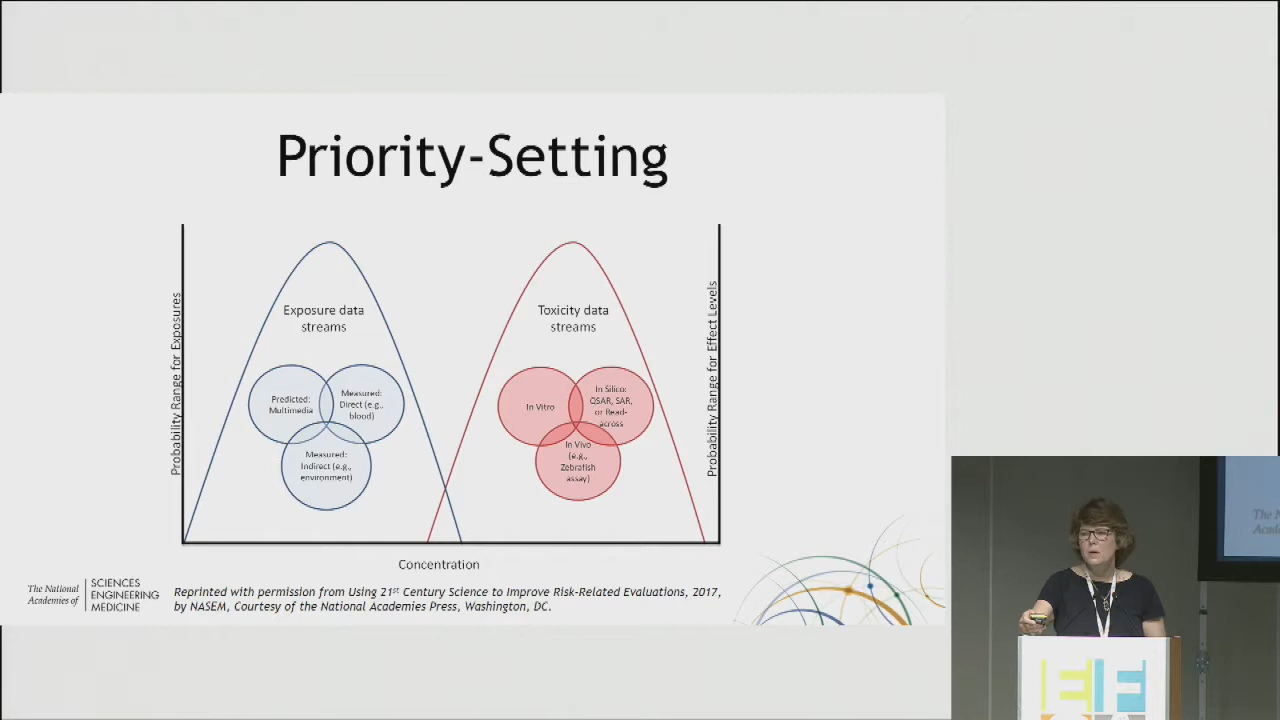 Priority-Setting
Probability Range for Exposures
Exposure data
streams
Predicted:
Multimedia
Measured:
Direct (e.g.,
blood)
Measured:
Indirect (e.g.,
environment)
Toxicity data
streams
In Vitro
In Silico:
QSAR, SAR,
or Read-
across
In Vivo
(e.g.,
Zebrafish
assay)
Probability Range for Effect Levels
Concentration
The National
Academies of
SCIENCES
ENGINEERING
MEDICINE
Reprinted with permission from Using 21st Century Science to Improve Risk-Related Evaluations, 2017,
by NASEM, Courtesy of the National Academies Press, Washington, DC.
The N
Acade